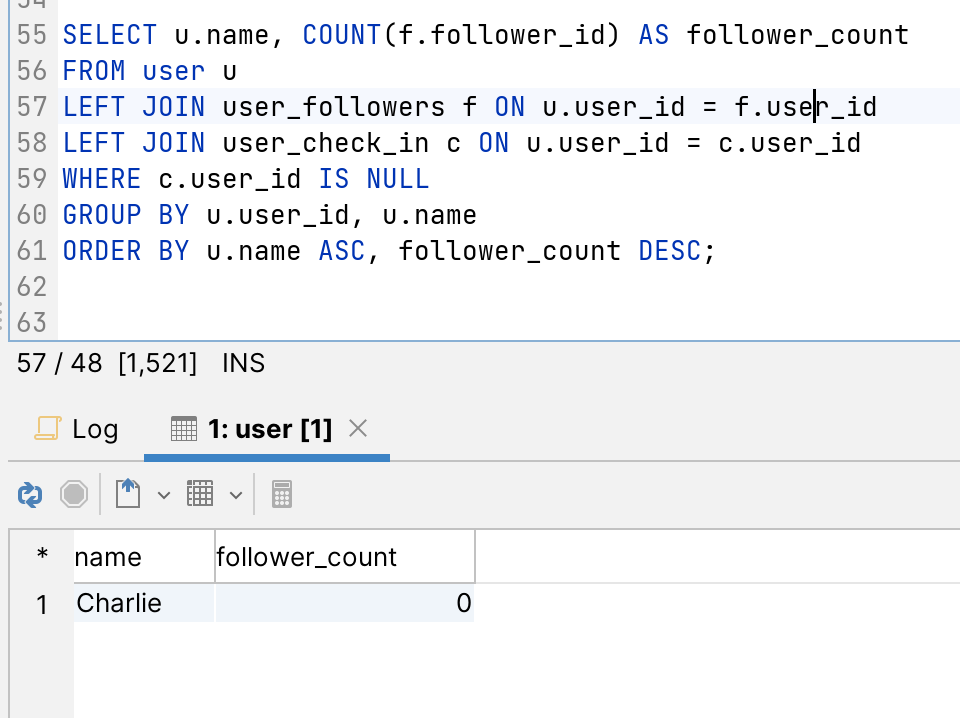 54
55 SELECT u.name, COUNT(f.follower_id) AS follower_count
56 FROM user u
57 LEFT JOIN user_followers f ON u.user_id = f.user_id
58 LEFT JOIN user_check_in c ON u.user_id = c.user_id
59 WHERE c.user_id IS NULL
60 GROUP BY u.user_id, u.name
61 ORDER BY u.name ASC, follower_count DESC;
62
63
57 / 48 [1,521] INS
Log 1: user [1]
* name follower_count
1 Charlie 0